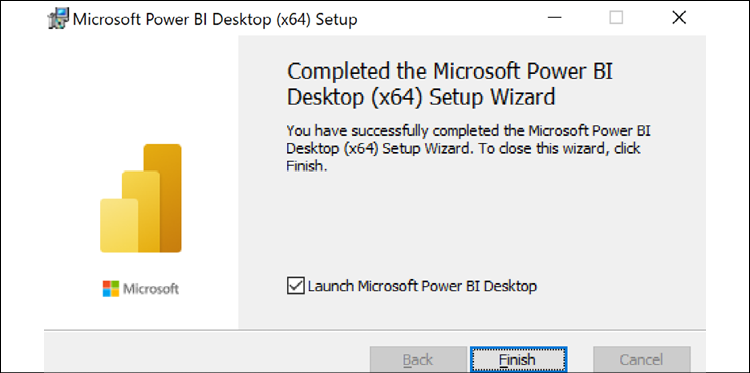 Microsoft Power BI Desktop (x64) Setup
Completed the Microsoft Power BI
Desktop (x64) Setup Wizard
You have successfully completed the Microsoft Power BI
Desktop (x64) Setup Wizard. To close this wizard, click
Finish.
Microsoft
Launch Microsoft Power BI Desktop
Back Finish Cancel